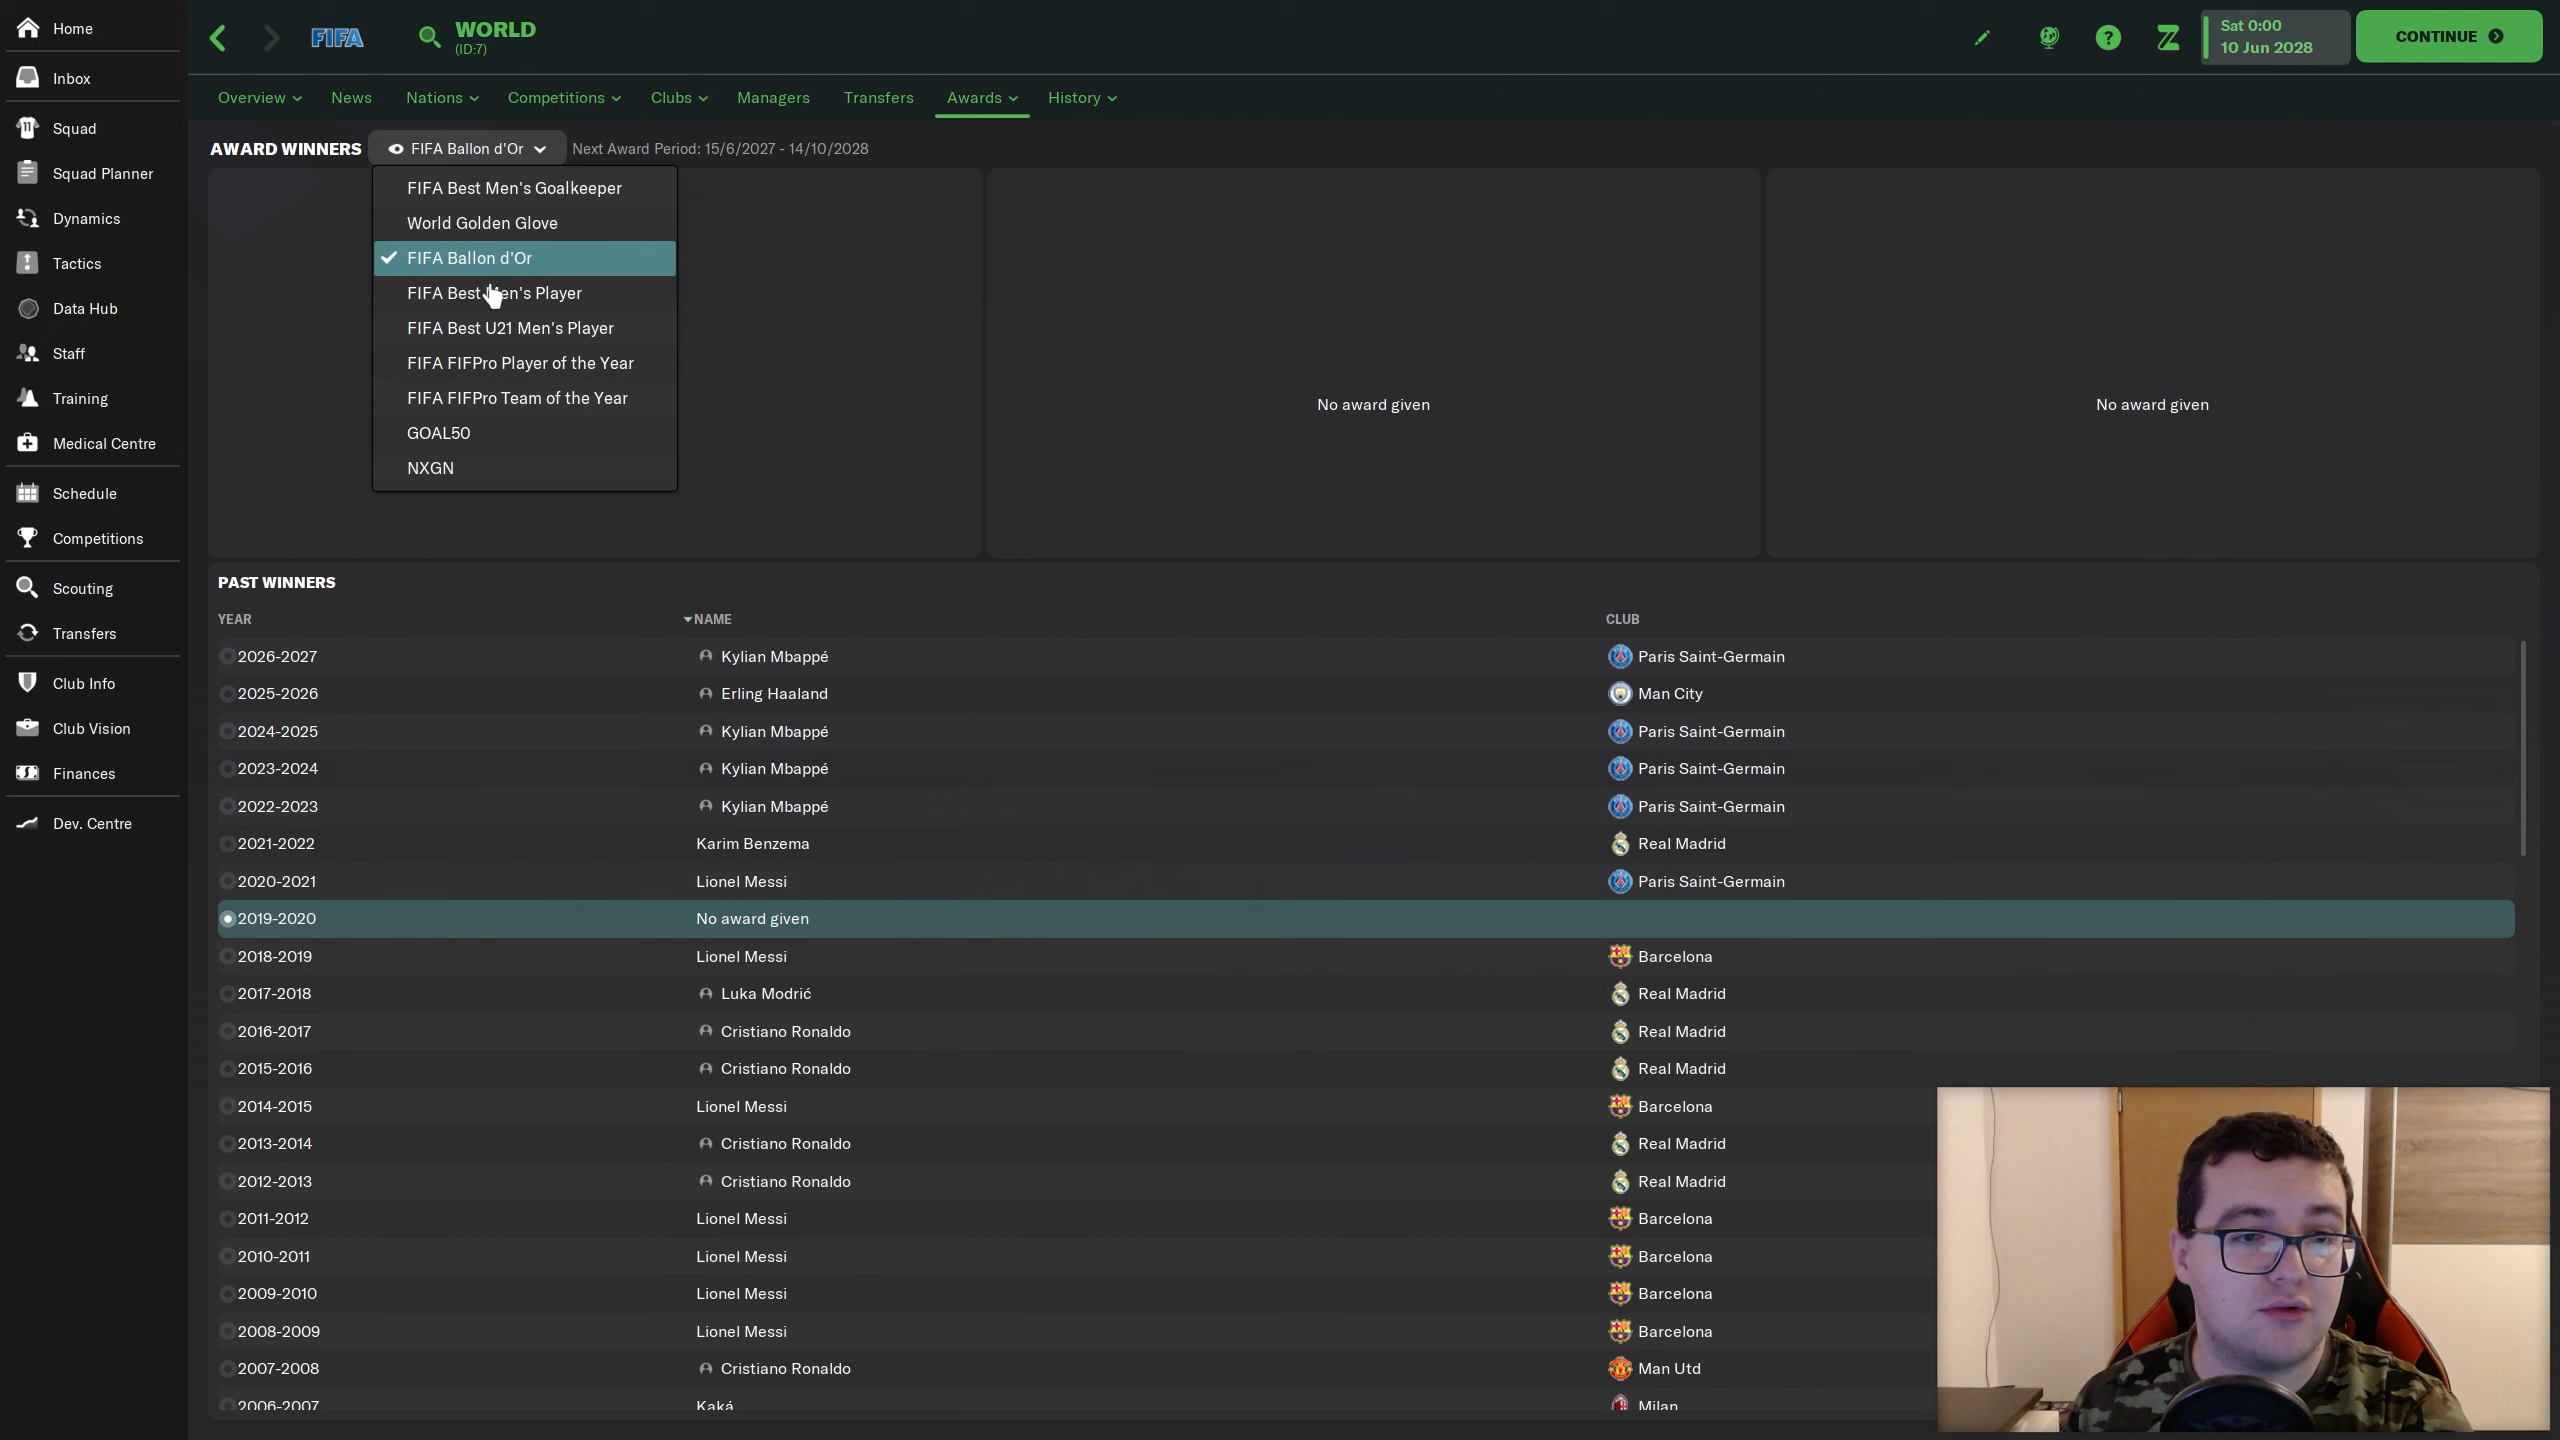 Home
Inbox
Squad
Squad Planner
Dynamics
Tactics
Data Hub
Staff
Training
Medical Centre
Schedule
Competitions
Scouting
Transfers
Club Info
Club Vision
Finances
Dev. Centre
FIFA
WORLD
(ID:7)
Sat 0:00
10 Jun 2028
CONTINUE
Overview News Nations Competitions Clubs Managers Transfers Awards History
AWARD WINNERS FIFA Ballon d'Or Next Award Period: 15/6/2027 - 14/10/2028
FIFA Best Men's Goalkeeper
World Golden Glove
FIFA Ballon d'Or
FIFA Best Men's Player
FIFA Best U21 Men's Player
FIFA FIFPro Player of the Year
FIFA FIFPro Team of the Year
GOAL50
NXGN
No award given
No award given
PAST WINNERS
YEAR NAME CLUB
2026-2027 Kylian Mbappé Paris Saint-Germain
2025-2026 Erling Haaland Man City
2024-2025 Kylian Mbappé Paris Saint-Germain
2023-2024 Kylian Mbappé Paris Saint-Germain
2022-2023 Kylian Mbappé Paris Saint-Germain
2021-2022 Karim Benzema Real Madrid
2020-2021 Lionel Messi Paris Saint-Germain
2019-2020 No award given
2018-2019 Lionel Messi Barcelona
2017-2018 Luka Modrić Real Madrid
2016-2017 Cristiano Ronaldo Real Madrid
2015-2016 Cristiano Ronaldo Real Madrid
2014-2015 Lionel Messi Barcelona
2013-2014 Cristiano Ronaldo Real Madrid
2012-2013 Cristiano Ronaldo Real Madrid
2011-2012 Lionel Messi Barcelona
2010-2011 Lionel Messi Barcelona
2009-2010 Lionel Messi Barcelona
2008-2009 Lionel Messi Barcelona
2007-2008 Cristiano Ronaldo Man Utd
2006-2007 Kaká Milan